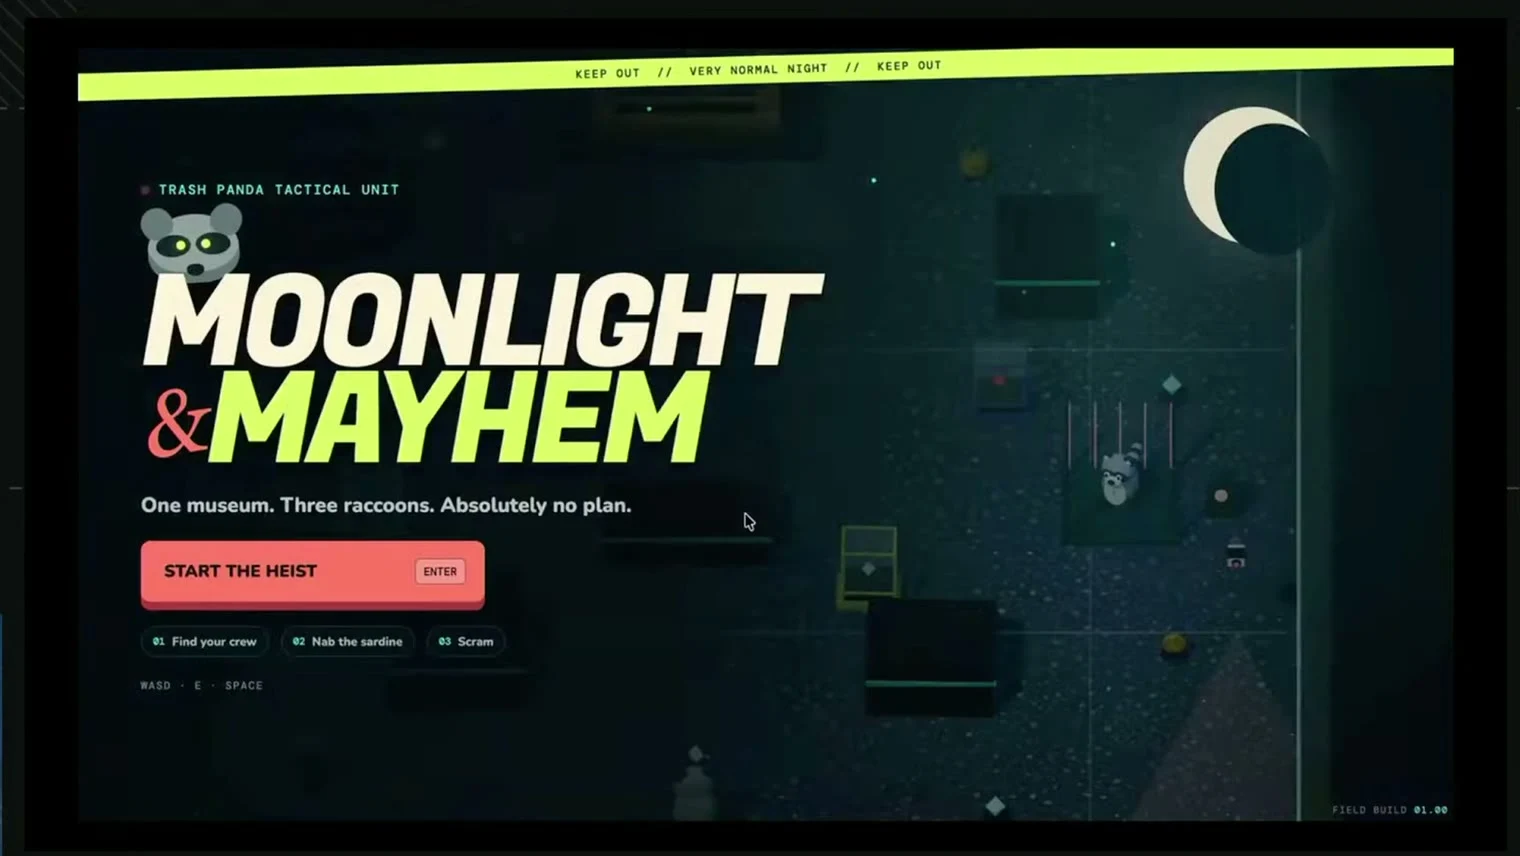 KEEP OUT // VERY NORMAL NIGHT // KEEP OUT
TRASH PANDA TACTICAL UNIT
MOONLIGHT
&MAYHEM
One museum. Three raccoons. Absolutely no plan.
START THE HEIST ENTER
01 Find your crew 02 Nab the sardine 03 Scram
WASD · E · SPACE
FIELD BUILD 01.00